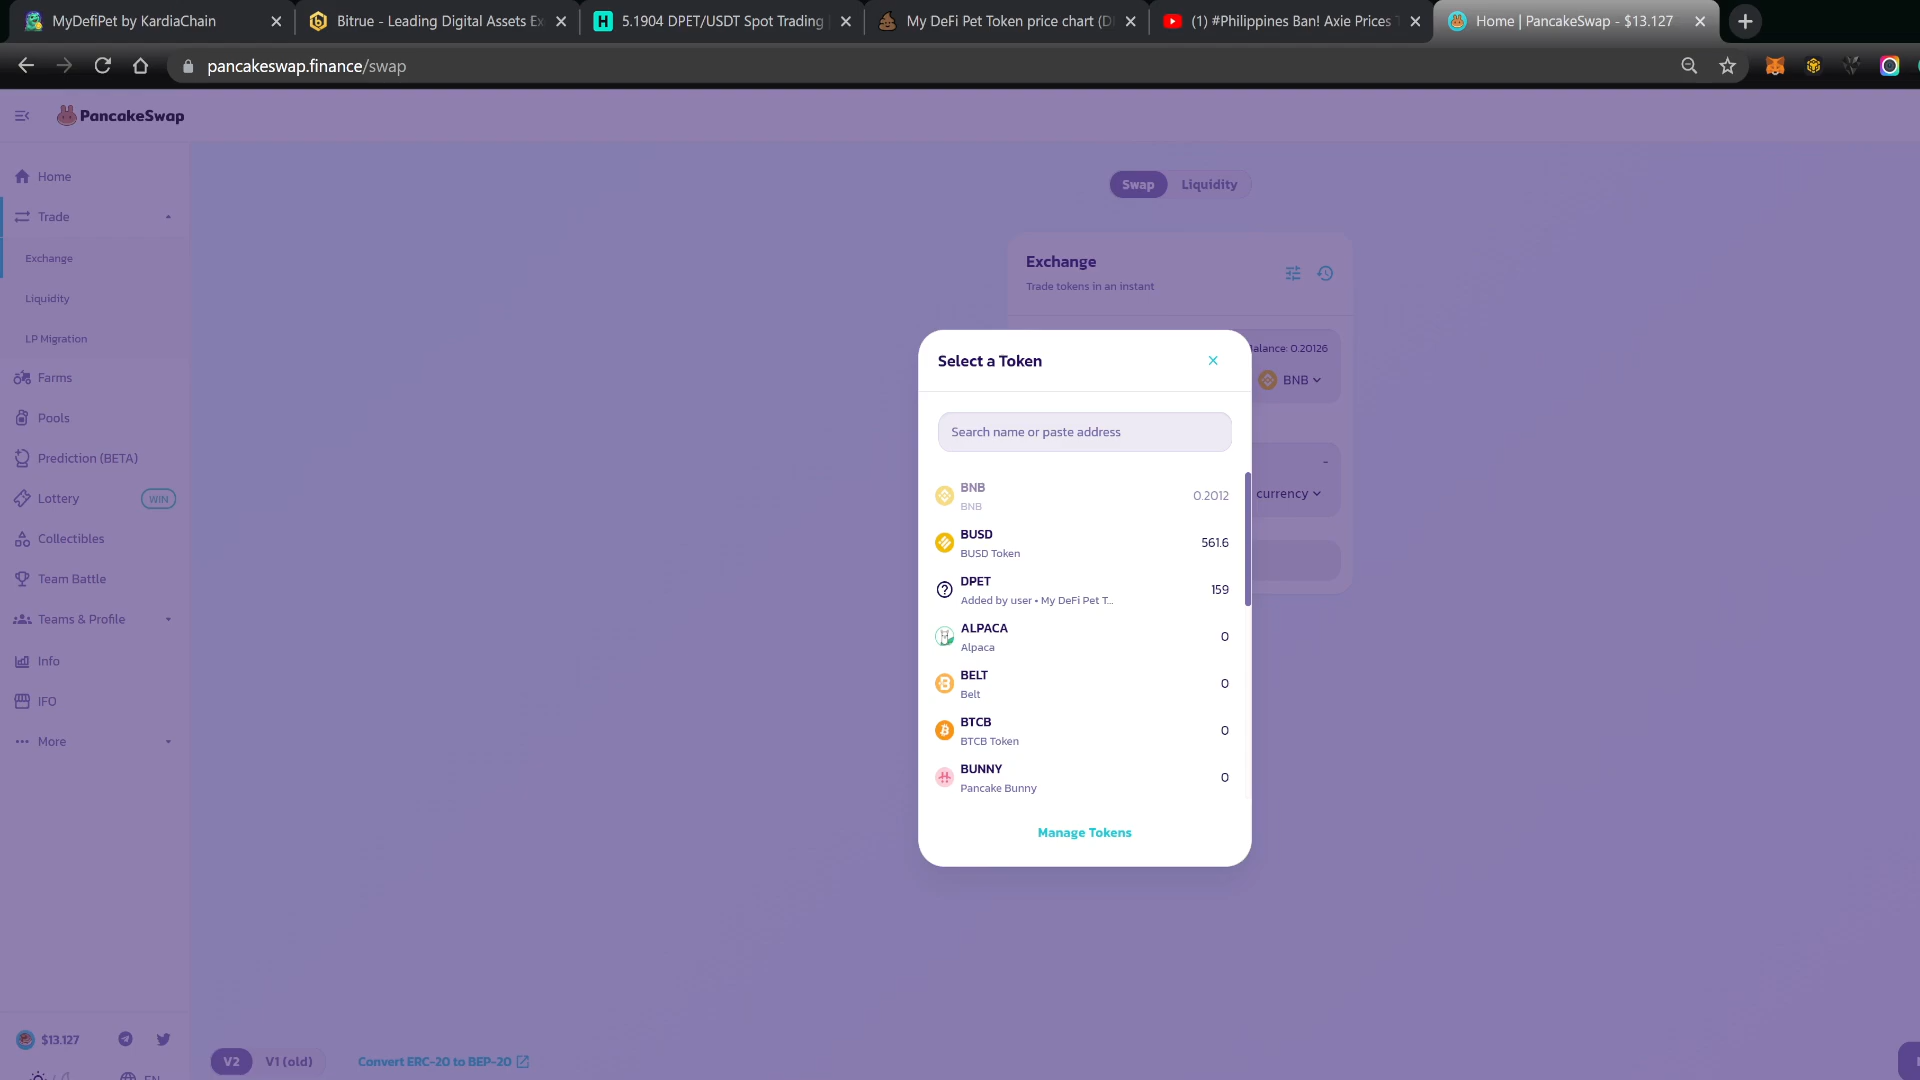 MyDefiPet by KardiaChain
Bitrue - Leading Digital Assets Ex
5.1904 DPET/USDT Spot Trading
My DeFi Pet Token price chart (D
(1) #Philippines Ban! Axie Prices
Home | PancakeSwap - $13.127
pancakeswap.finance/swap
PancakeSwap
Home
Trade
Exchange
Liquidity
LP Migration
Farms
Pools
Prediction (BETA)
Lottery
WIN
Collectibles
Team Battle
Teams & Profile
Info
IFO
More
$13.127
EN
Swap
Liquidity
Exchange
Trade tokens in an instant
Balance: 0.20126
BNB
-
currency
Select a Token
Search name or paste address
BNB
BNB
0.2012
BUSD
BUSD Token
561.6
DPET
Added by user • My DeFi Pet T...
159
ALPACA
Alpaca
0
BELT
Belt
0
BTCB
BTCB Token
0
BUNNY
Pancake Bunny
0
Manage Tokens
V2
V1 (old)
Convert ERC-20 to BEP-20